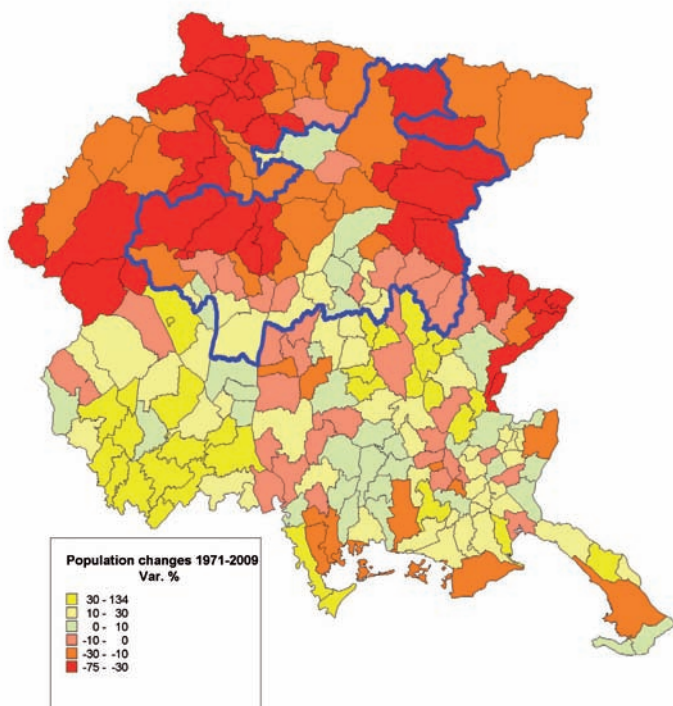 Population changes 1971-2009
Var. %
30 - 134
10 - 30
0 - 10
-10 - 0
-30 - -10
-75 - -30